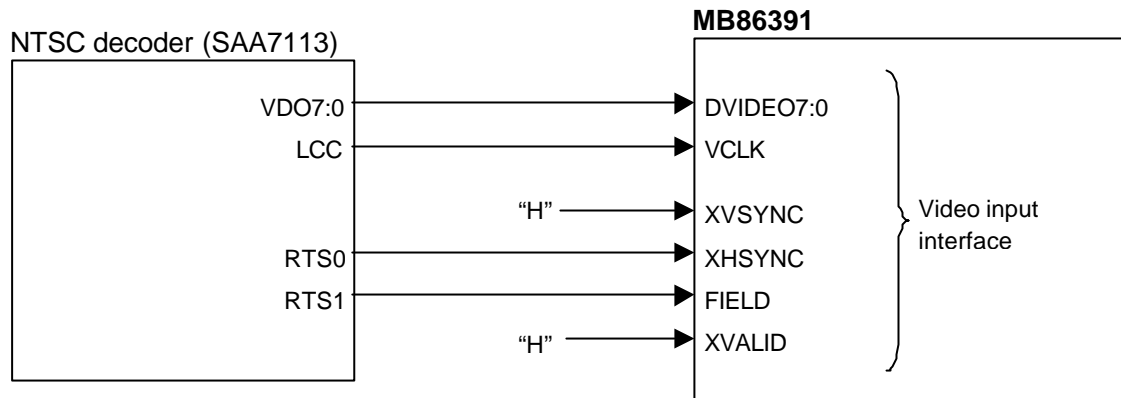 MB86391
NTSC decoder (SAA7113)
VDO7:0
DVIDEO7:0
LCC
VCLK
“H”
XVSYNC
Video input
interface
RTS0
XHSYNC
RTS1
FIELD
“H”
XVALID